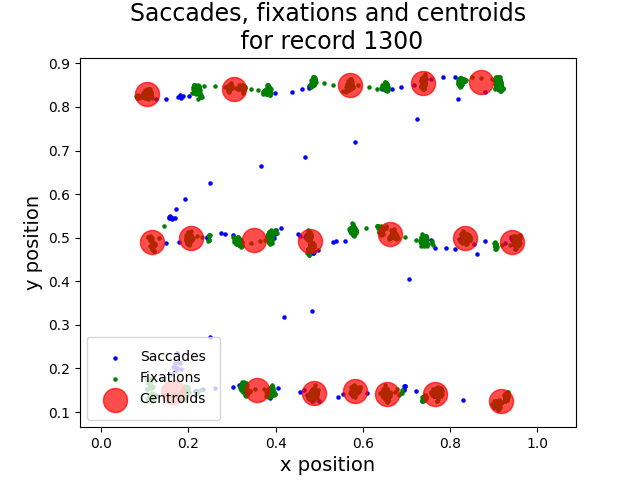 Saccades, fixations and centroids
for record 1300
y position
0.9
0.8
0.7
0.6
0.5
0.4
0.3
0.2
0.1
Saccades
Fixations
Centroids
0.0 0.2 0.4 0.6 0.8 1.0
x position